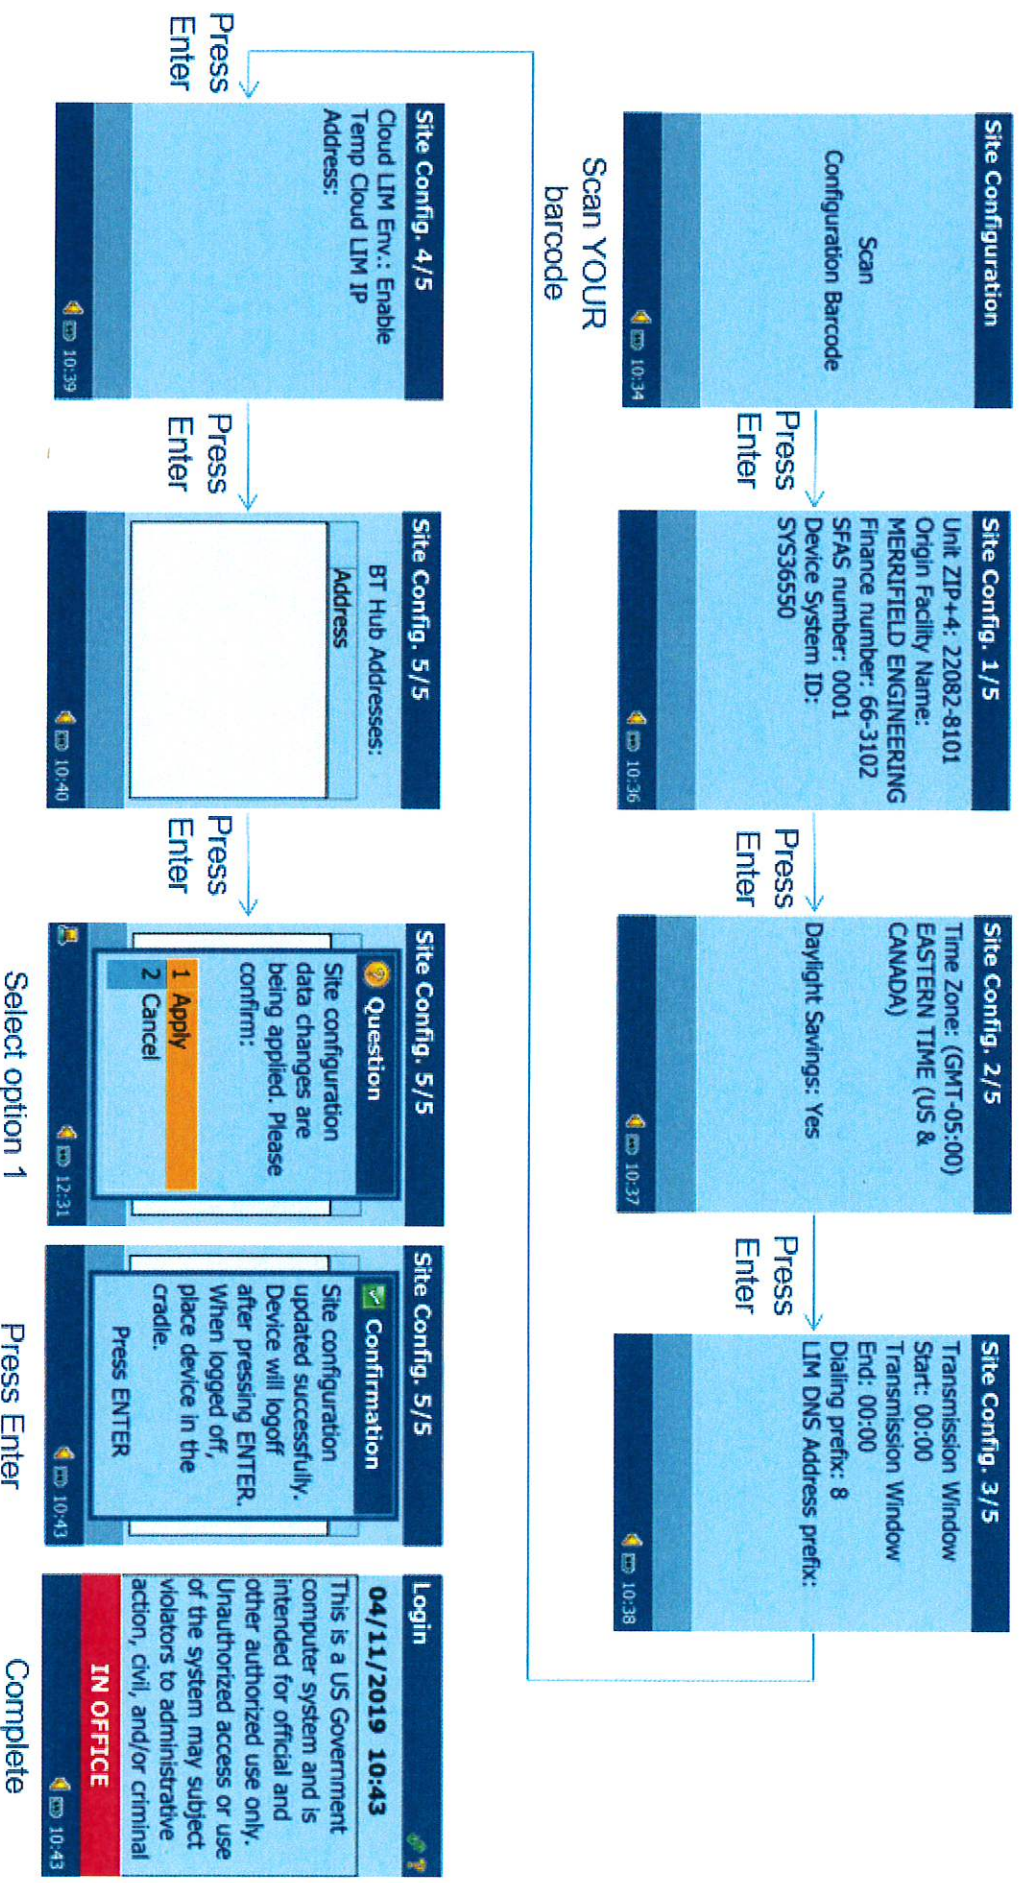 Site Configuration
Scan
Configuration Barcode
10:34
Scan YOUR
barcode
Press
Enter
Site Config. 1/5
Unit ZIP+4: 22082-8101
Origin Facility Name:
MERRIFIELD ENGINEERING
Finance number: 66-3102
SFAS number: 0001
Device System ID:
SYS36550
10:36
Press
Enter
Site Config. 2/5
Time Zone: (GMT-05:00)
EASTERN TIME (US &
CANADA)
Daylight Savings: Yes
10:37
Press
Enter
Site Config. 3/5
Transmission Window
Start: 00:00
Transmission Window
End: 00:00
Dialing prefix: 8
LIM DNS Address prefix:
10:38
Press
Enter
Site Config. 4/5
Cloud LIM Env.: Enable
Temp Cloud LIM IP
Address:
10:39
Press
Enter
Site Config. 5/5
BT Hub Addresses:
Address
10:40
Press
Enter
Site Config. 5/5
Question
Site configuration
data changes are
being applied. Please
confirm:
1 Apply
2 Cancel
12:31
Select option 1
Site Config. 5/5
Confirmation
Site configuration
updated successfully.
Device will logoff
after pressing ENTER.
When logged off,
place device in the
cradle.
Press ENTER
10:43
Press Enter
Login
04/11/2019 10:43
This is a US Government
computer system and is
intended for official and
other authorized use only.
Unauthorized access or use
of the system may subject
violators to administrative
action, civil, and/or criminal
IN OFFICE
10:43
Complete